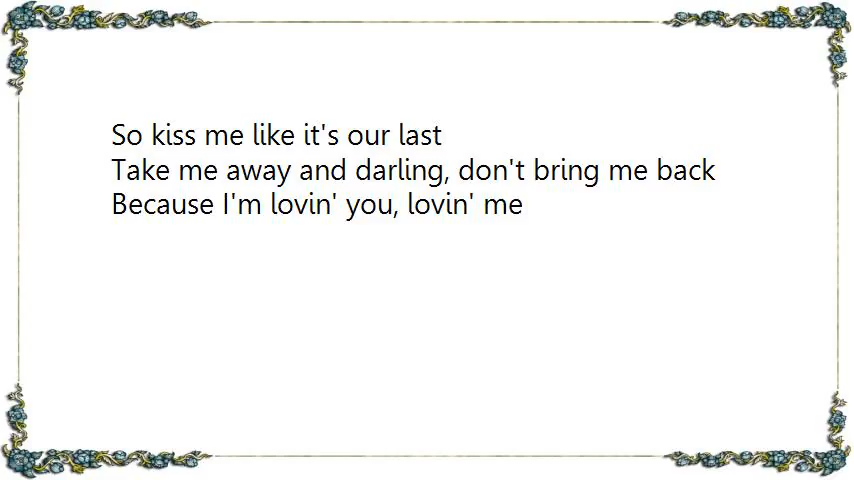 So kiss me like it's our last
Take me away and darling, don't bring me back
Because I'm lovin' you, lovin' me